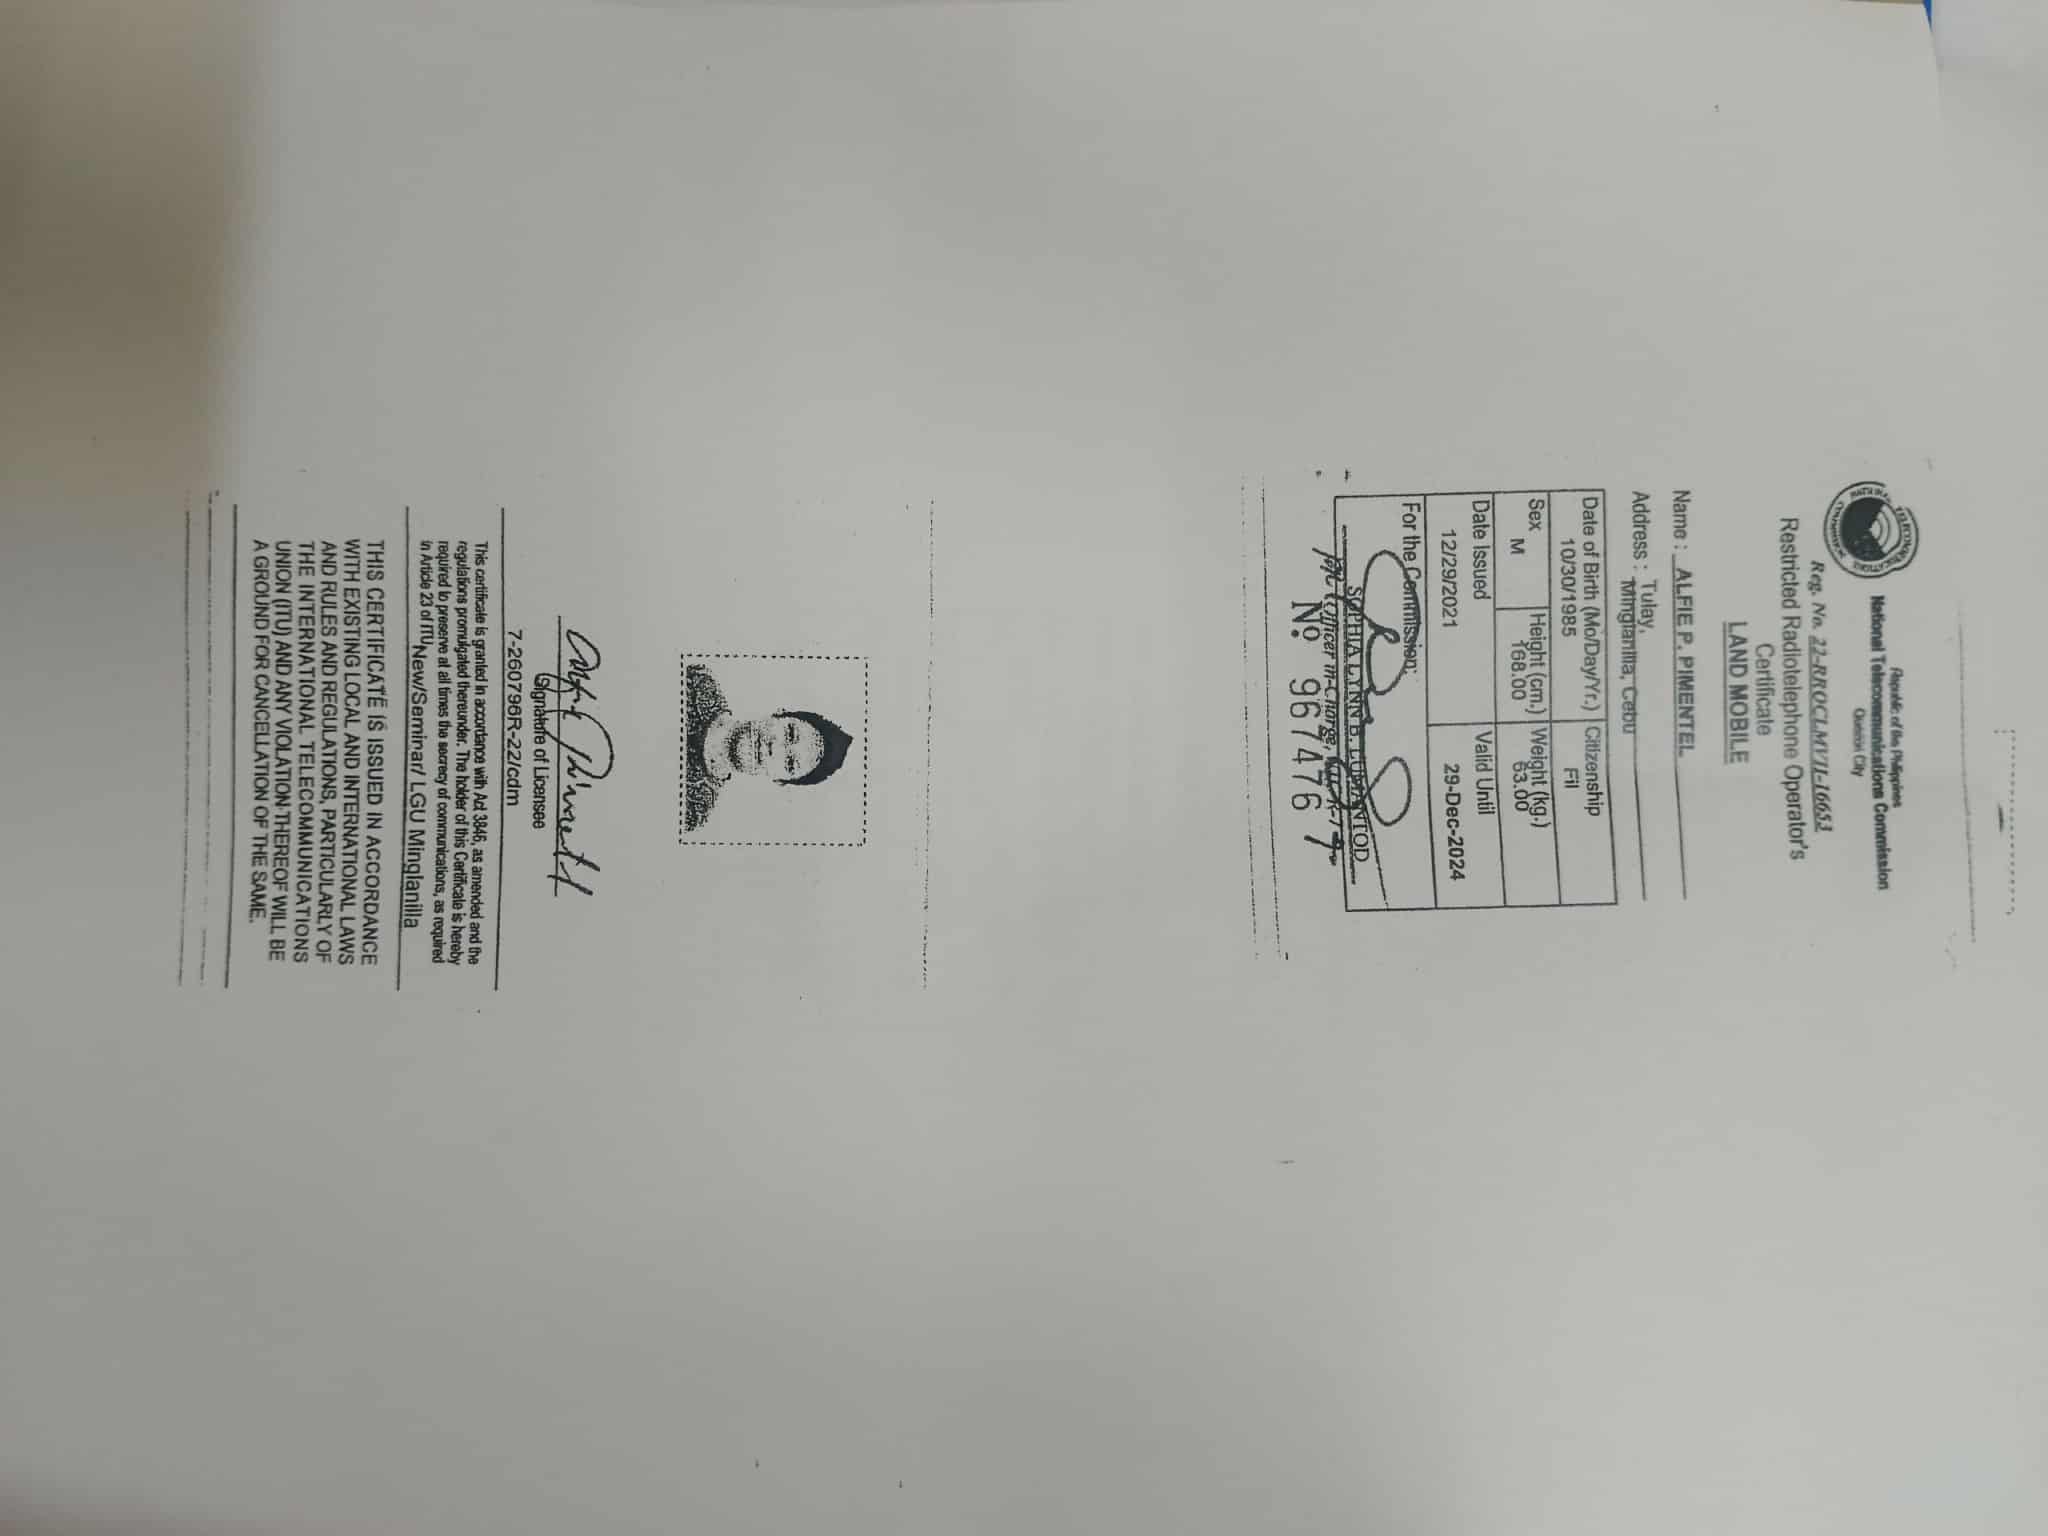 NATIONAL TELECOMMUNICATIONS COMMISSION
Republic of the Philippines
National Telecommunications Commission
Quezon City
Reg. No. 22-RROCLMVII-16653
Restricted Radiotelephone Operator's
Certificate
LAND MOBILE
Name : ALFIE P. PIMENTEL
Address : Tulay,
Minglanilla, Cebu
Date of Birth (Mo/Day/Yr.) Citizenship
10/30/1985 Fil
Sex Height (cm.) Weight (kg.)
M 168.00 63.00
Date Issued Valid Until
12/29/2021 29-Dec-2024
For the Commission:
SOPHIA LYNN B. LUMANTOD
Officer in-Charge, NTC R-7
No 967476
Alfie Pimentel
Signature of Licensee
7-260796R-22/cdm
This certificate is granted in accordance with Act 3846, as amended and the
regulations promulgated thereunder. The holder of this Certificate is hereby
required to preserve at all times the secrecy of communications, as required
in Article 23 of ITU New/Seminar/ LGU Minglanilla
THIS CERTIFICATE IS ISSUED IN ACCORDANCE
WITH EXISTING LOCAL AND INTERNATIONAL LAWS
AND RULES AND REGULATIONS, PARTICULARLY OF
THE INTERNATIONAL TELECOMMUNICATIONS
UNION (ITU) AND ANY VIOLATION THEREOF WILL BE
A GROUND FOR CANCELLATION OF THE SAME.